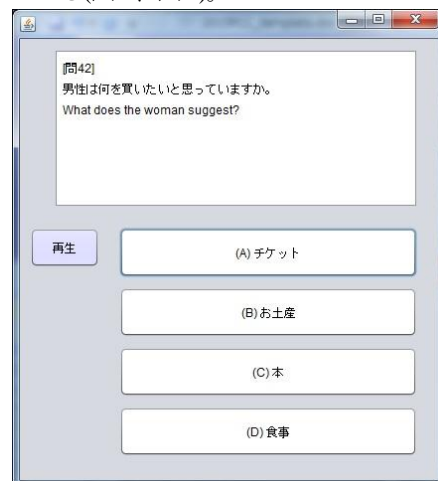 [問42]
男性は何を買いたいと思っていますか。
What does the woman suggest?
再生
(A) チケット
(B) お土産
(C) 本
(D) 食事